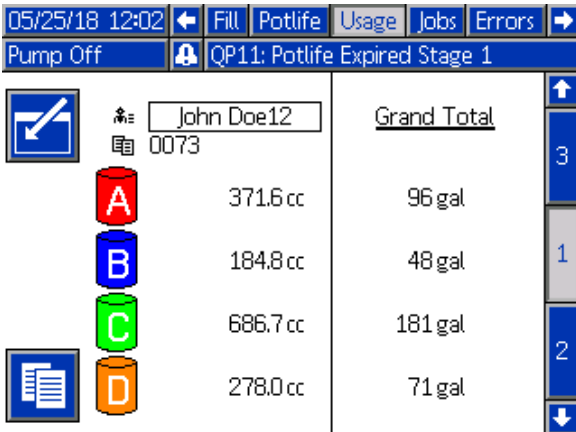 05/25/18 12:02 Fill Potlife Usage Jobs Errors
Pump Off QP11: Potlife Expired Stage 1
John Doe12 Grand Total
0073
A 371.6 cc 96 gal
B 184.8 cc 48 gal
C 686.7 cc 181 gal
D 278.0 cc 71 gal
3
1
2